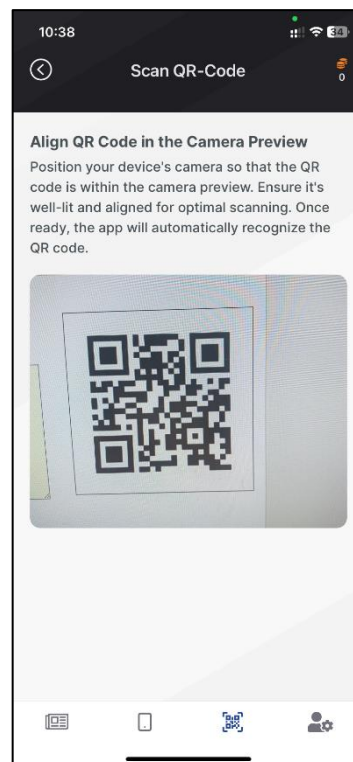 10:38
34
Scan QR-Code
0
Align QR Code in the Camera Preview
Position your device's camera so that the QR
code is within the camera preview. Ensure it's
well-lit and aligned for optimal scanning. Once
ready, the app will automatically recognize the
QR code.